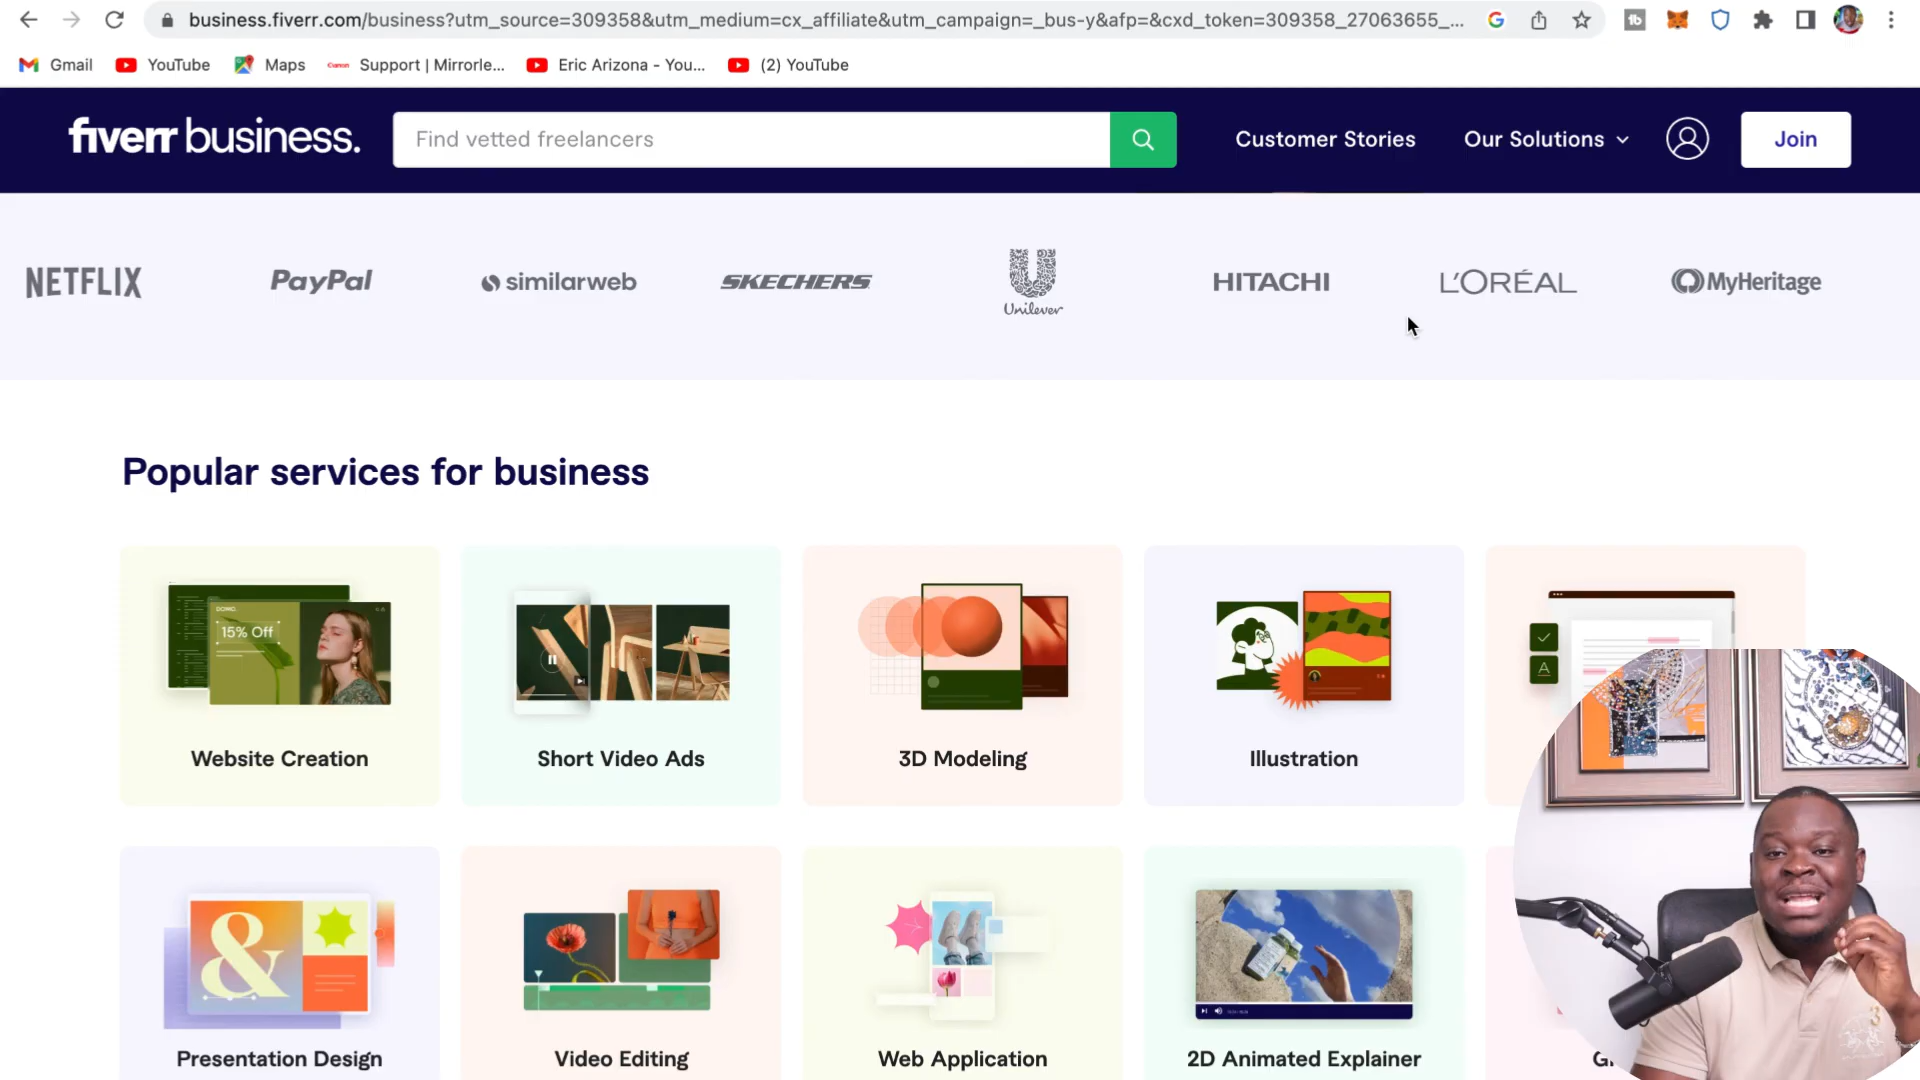 business.fiverr.com/business?utm_source=309358&utm_medium=cx_affiliate&utm_campaign=_bus-y&afp=&cxd_token=309358_27063655_...
Gmail
YouTube
Maps
Canon
Support | Mirrorle...
Eric Arizona - You...
(2) YouTube
fiverr business.
Find vetted freelancers
Customer Stories
Our Solutions
Join
NETFLIX
PayPal
similarweb
SKECHERS
Unilever
HITACHI
L'ORÉAL
MyHeritage
Popular services for business
15% Off
A
Website Creation
Short Video Ads
3D Modeling
Illustration
&
Presentation Design
Video Editing
Web Application
2D Animated Explainer